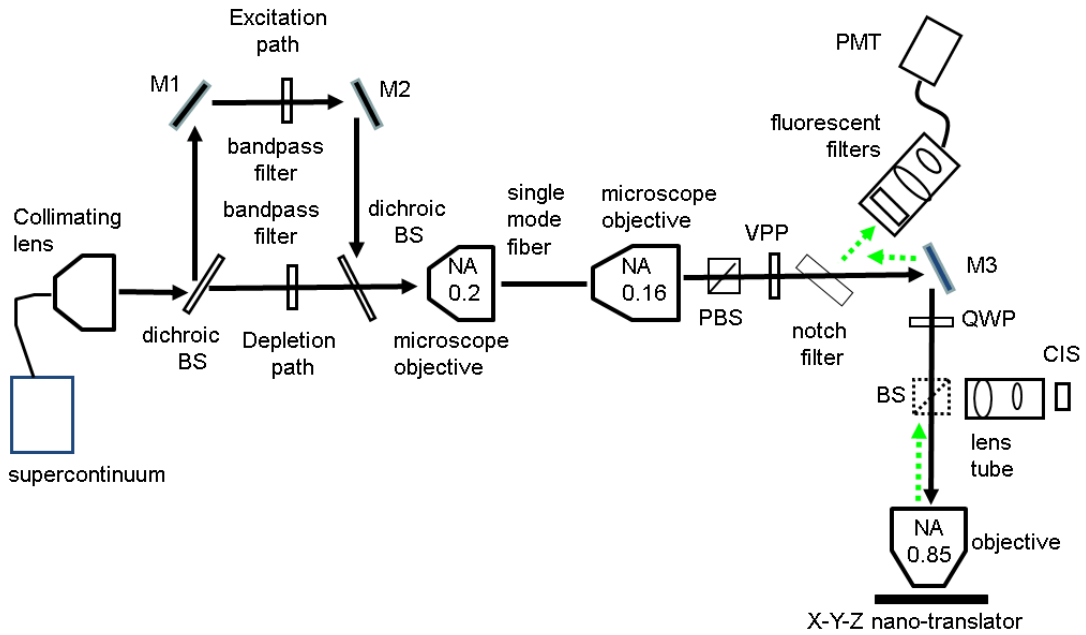 Excitation
path
M1
M2
bandpass
filter
PMT
fluorescent
filters
Collimating
lens
bandpass
filter
dichroic
BS
single
mode
fiber
microscope
objective
VPP
M3
NA
0.2
NA
0.16
PBS
notch
filter
QWP
dichroic
BS
Depletion
path
microscope
objective
BS
CIS
lens
tube
supercontinuum
NA
0.85
objective
X-Y-Z nano-translator